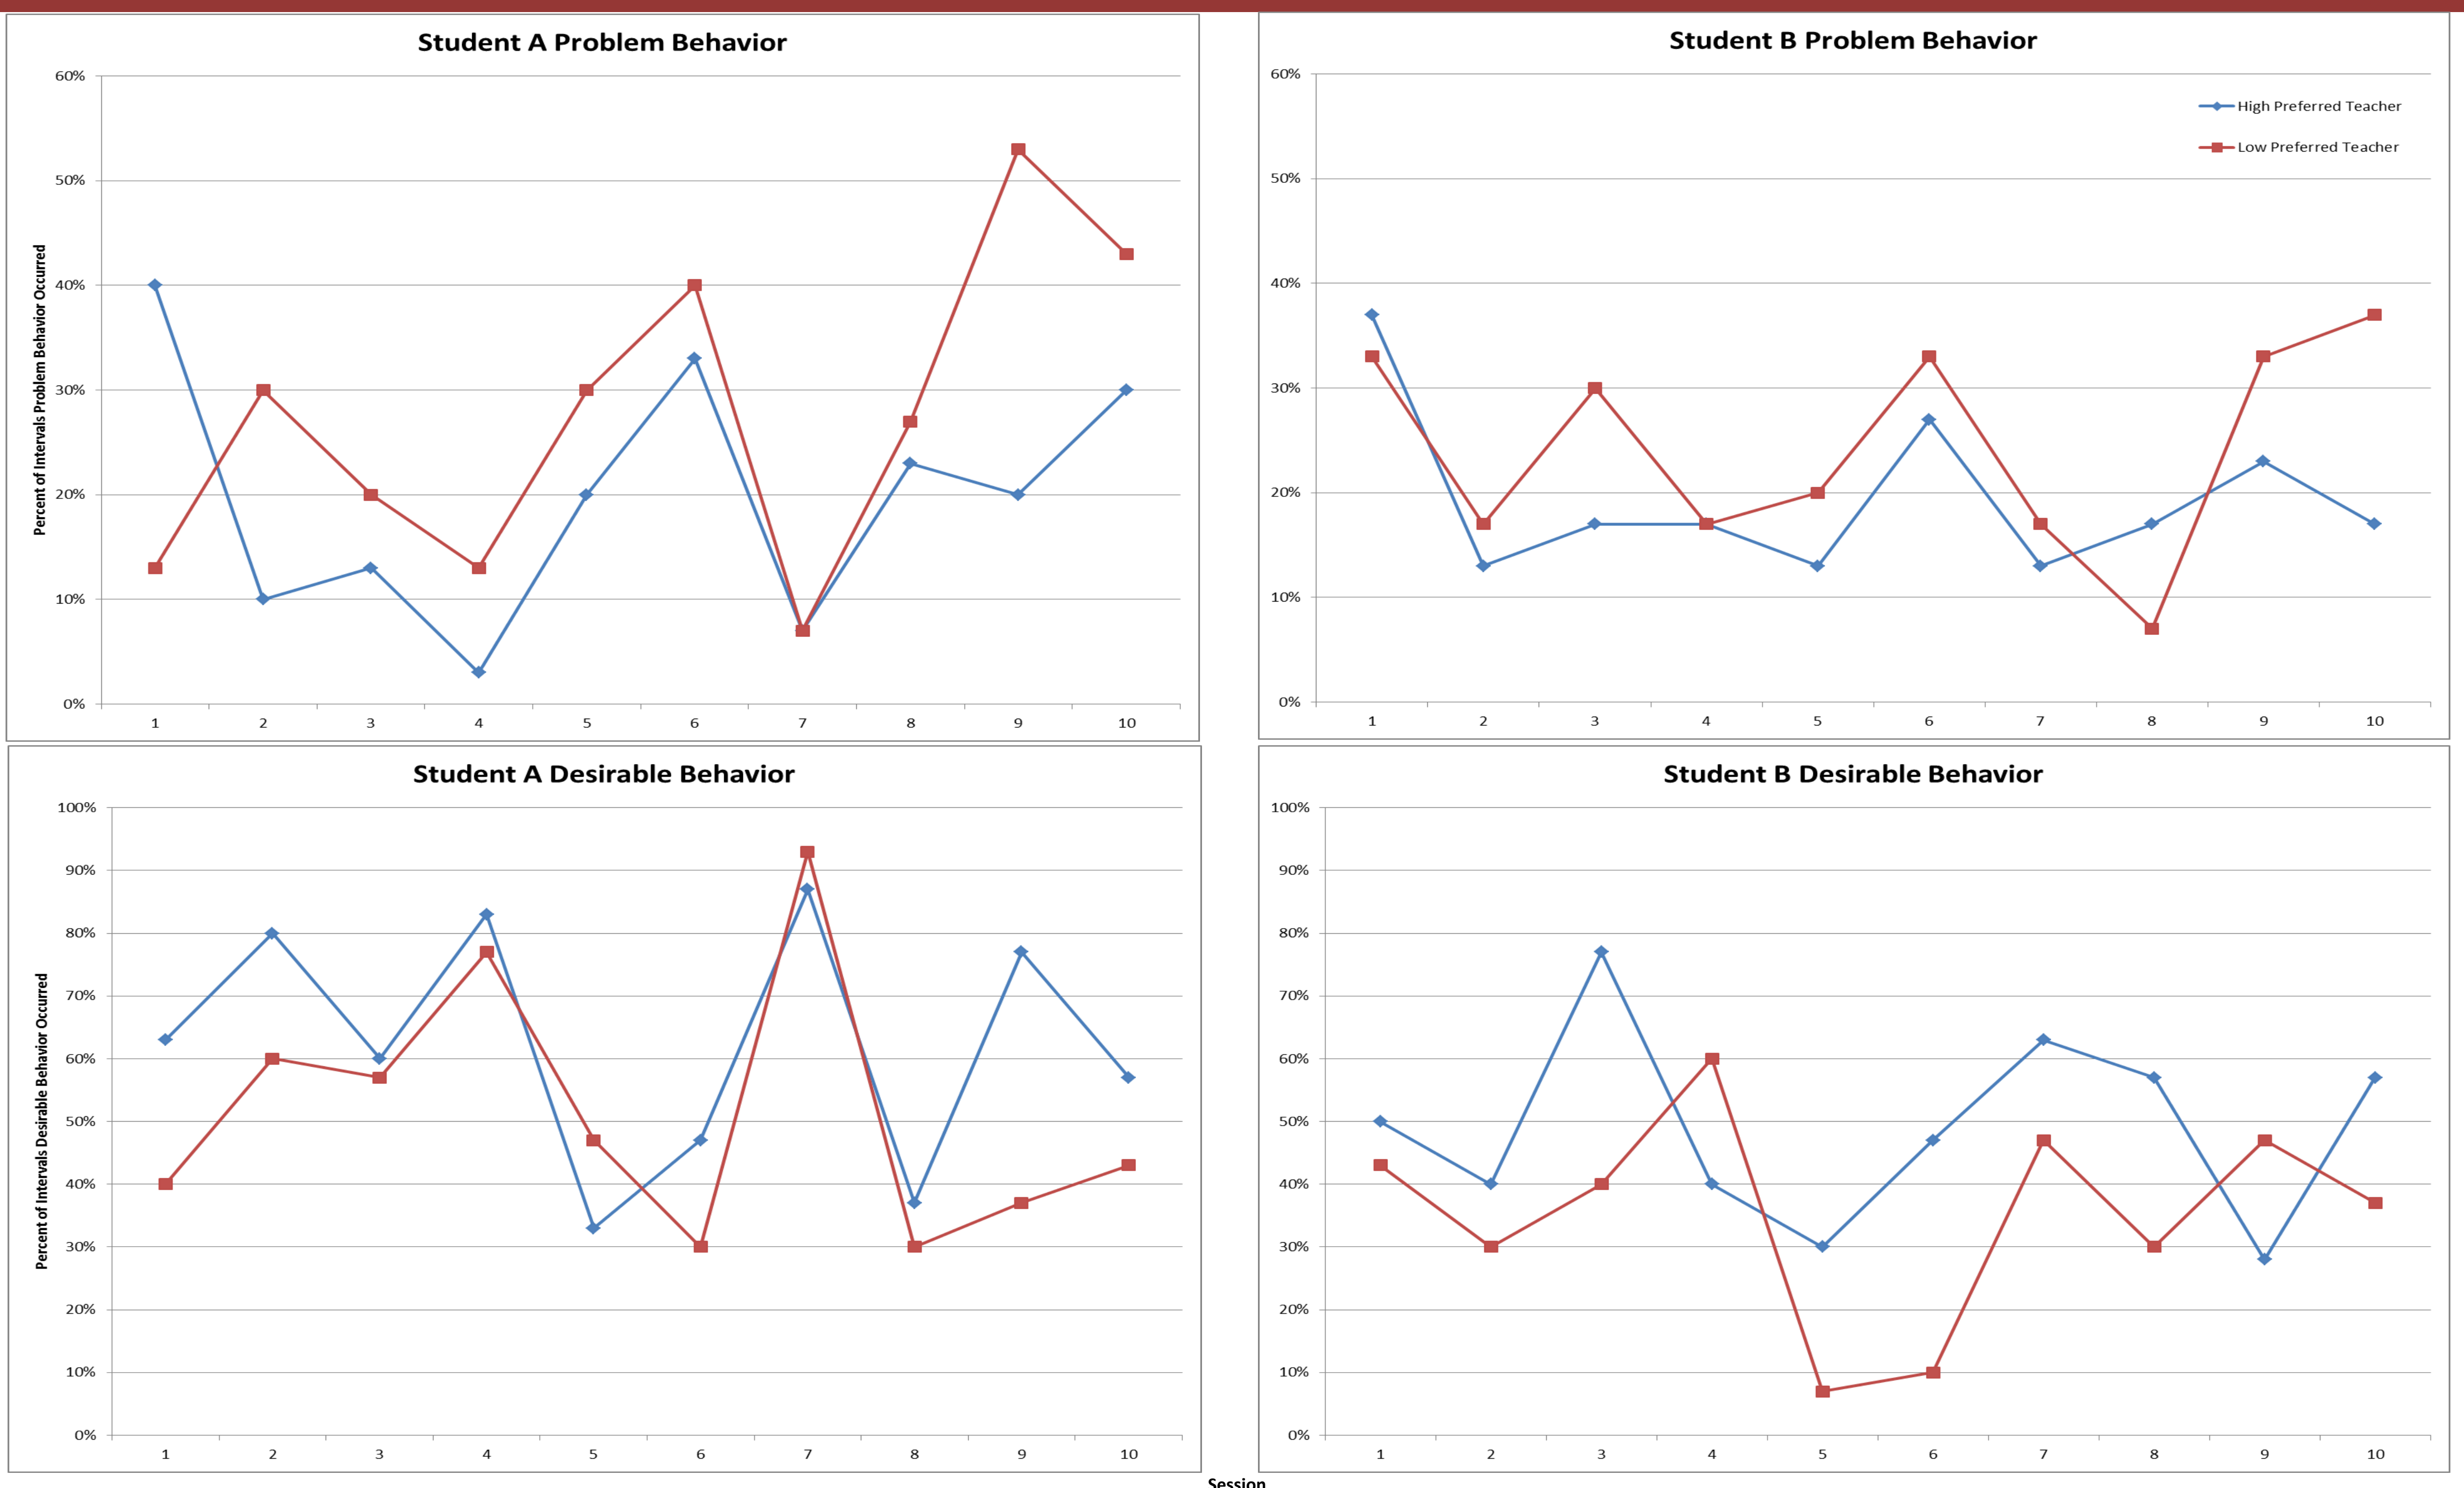 Student A Problem Behavior
Percent of Intervals Problem Behavior Occurred
60%
50%
40%
30%
20%
10%
0%
1 2 3 4 5 6 7 8 9 10
Student B Problem Behavior
High Preferred Teacher
Low Preferred Teacher
60%
50%
40%
30%
20%
10%
0%
1 2 3 4 5 6 7 8 9 10
Student A Desirable Behavior
Percent of Intervals Desirable Behavior Occurred
100%
90%
80%
70%
60%
50%
40%
30%
20%
10%
0%
1 2 3 4 5 6 7 8 9 10
Student B Desirable Behavior
100%
90%
80%
70%
60%
50%
40%
30%
20%
10%
0%
1 2 3 4 5 6 7 8 9 10
Session